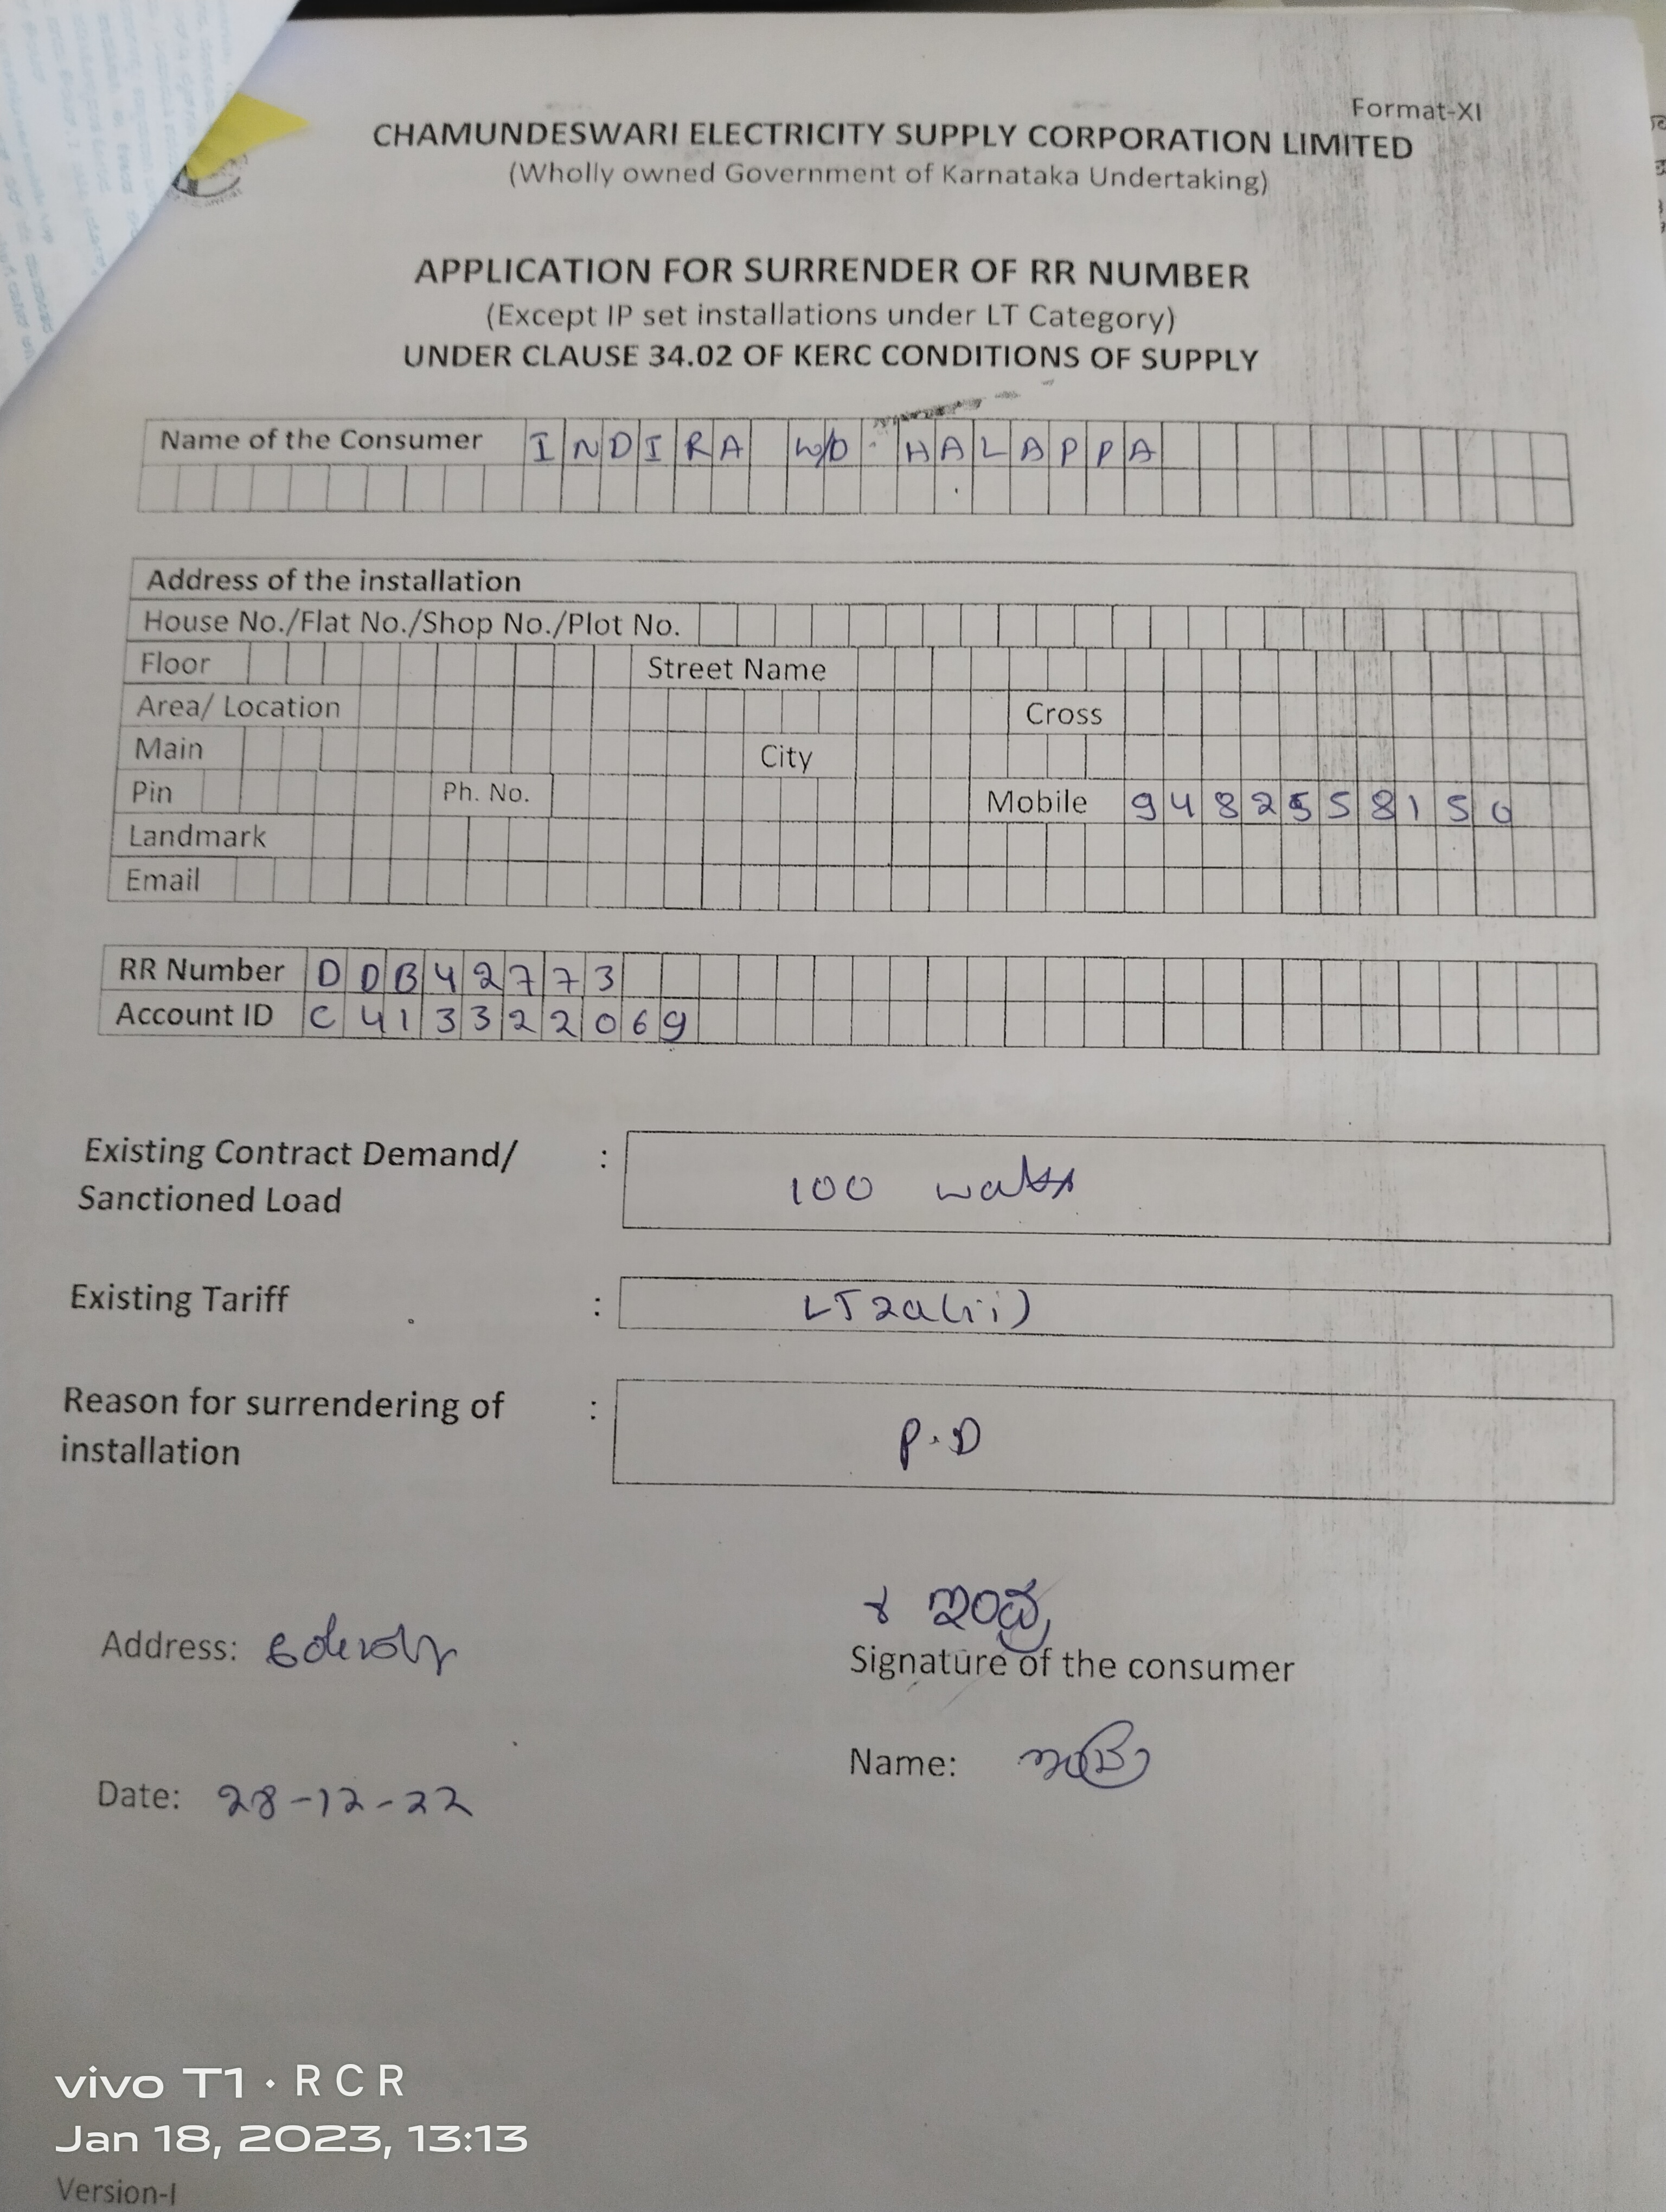 Format-XI
CHAMUNDESWARI ELECTRICITY SUPPLY CORPORATION LIMITED
(Wholly owned Government of Karnataka Undertaking)
APPLICATION FOR SURRENDER OF RR NUMBER
(Except IP set installations under LT Category)
UNDER CLAUSE 34.02 OF KERC CONDITIONS OF SUPPLY
Name of the Consumer INDIRA W/O HALAPPA
Address of the installation
House No./Flat No./Shop No./Plot No.
Floor Street Name
Area/ Location Cross
Main City
Pin Ph. No. Mobile 9482558150
Landmark
Email
RR Number DDB42773
Account ID C413322069
Existing Contract Demand/ : 100 watts
Sanctioned Load
Existing Tariff : LT2a(ii)
Reason for surrendering of : P.D
installation
ಇಂದ್ರ
Address: Signature of the consumer
Name:
Date: 28-12-22
vivo T1 · RCR
Jan 18, 2023, 13:13
Version-I